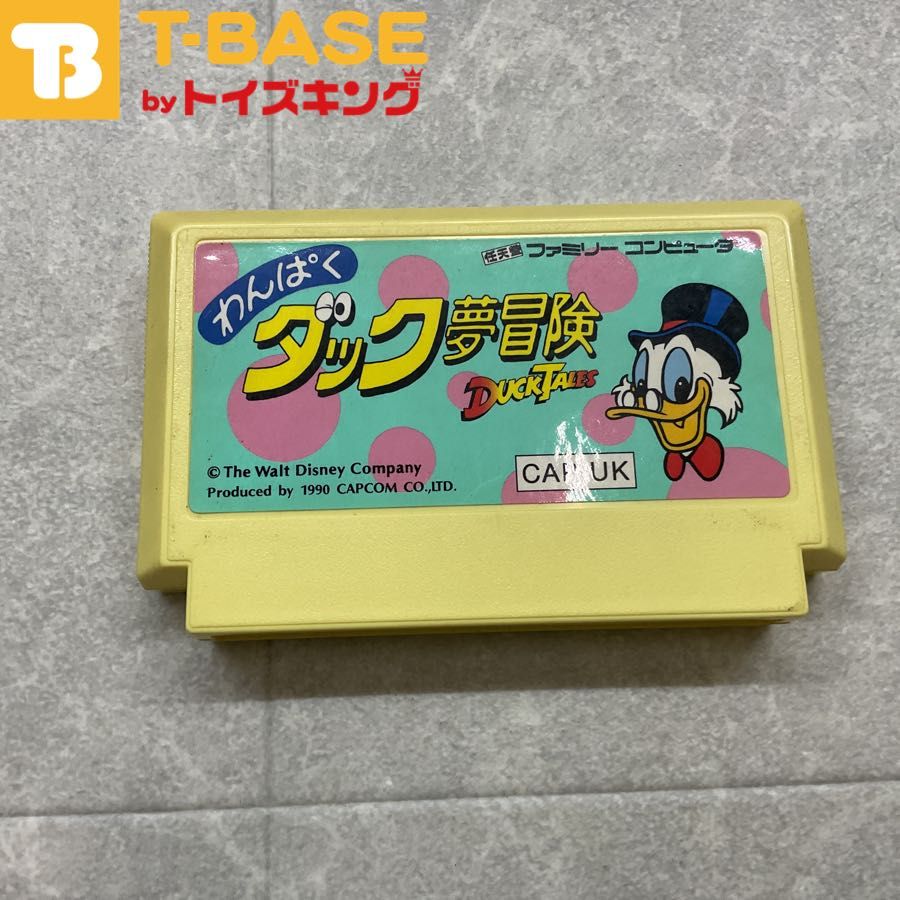 TB
T-BASE
byトイズキング
任天堂 ファミリー コンピュータ
わんぱく
ダック夢冒険
DUCKTALES
© The Walt Disney Company
Produced by 1990 CAPCOM CO.,LTD.
CAP-UK